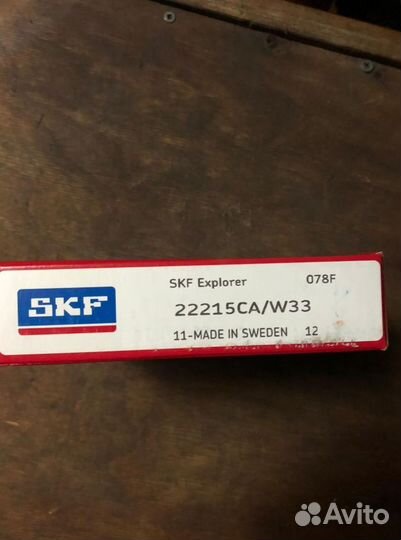 SKF Explorer 078F
SKF
22215CA/W33
11-MADE IN SWEDEN 12
Avito